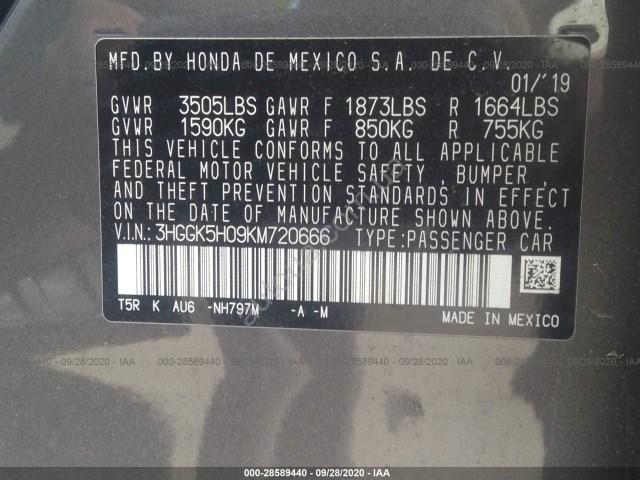 MFD BY HONDA DE MEXICO S.A. DE C.V.
01/'19
GVWR 3505LBS GAWR F 1873LBS R 1664LBS
GVWR 1590KG GAWR F 850KG R 755KG
THIS VEHICLE CONFORMS TO ALL APPLICABLE
FEDERAL MOTOR VEHICLE SAFETY, BUMPER,
AND THEFT PREVENTION STANDARDS IN EFFECT
ON THE DATE OF MANUFACTURE SHOWN ABOVE.
V.I.N.: 3HGGK5H09KM720666 TYPE:PASSENGER CAR
T5R K AU6 -NH797M -A -M
MADE IN MEXICO
000-28589440 - 09/28/2020 - IAA